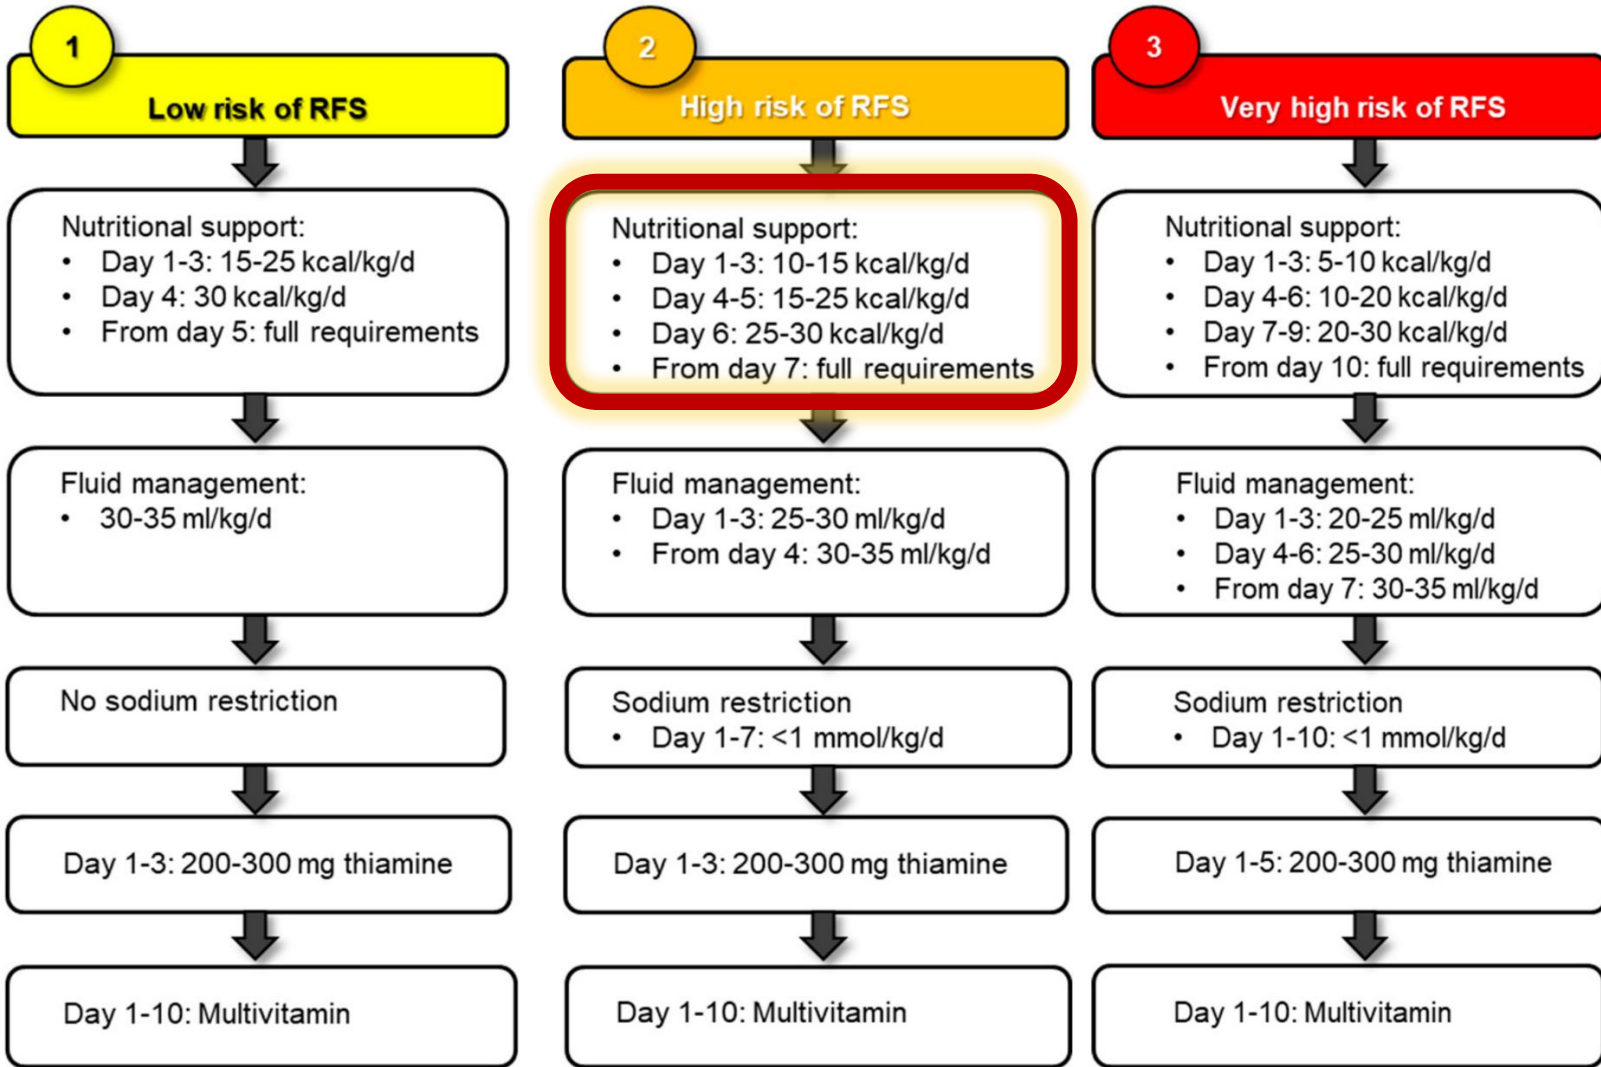 1
Low risk of RFS
Nutritional support:
• Day 1-3: 15-25 kcal/kg/d
• Day 4: 30 kcal/kg/d
• From day 5: full requirements
Fluid management:
• 30-35 ml/kg/d
No sodium restriction
Day 1-3: 200-300 mg thiamine
Day 1-10: Multivitamin
2
High risk of RFS
Nutritional support:
• Day 1-3: 10-15 kcal/kg/d
• Day 4-5: 15-25 kcal/kg/d
• Day 6: 25-30 kcal/kg/d
• From day 7: full requirements
Fluid management:
• Day 1-3: 25-30 ml/kg/d
• From day 4: 30-35 ml/kg/d
Sodium restriction
• Day 1-7: <1 mmol/kg/d
Day 1-3: 200-300 mg thiamine
Day 1-10: Multivitamin
3
Very high risk of RFS
Nutritional support:
• Day 1-3: 5-10 kcal/kg/d
• Day 4-6: 10-20 kcal/kg/d
• Day 7-9: 20-30 kcal/kg/d
• From day 10: full requirements
Fluid management:
• Day 1-3: 20-25 ml/kg/d
• Day 4-6: 25-30 ml/kg/d
• From day 7: 30-35 ml/kg/d
Sodium restriction
• Day 1-10: <1 mmol/kg/d
Day 1-5: 200-300 mg thiamine
Day 1-10: Multivitamin